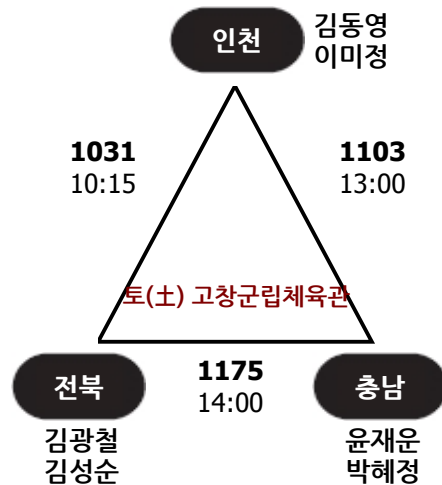 인천
김동영
이미정
1031
10:15
1103
13:00
토(土) 고창군립체육관
전북
1175
14:00
충남
김광철
김성순
윤재운
박혜정